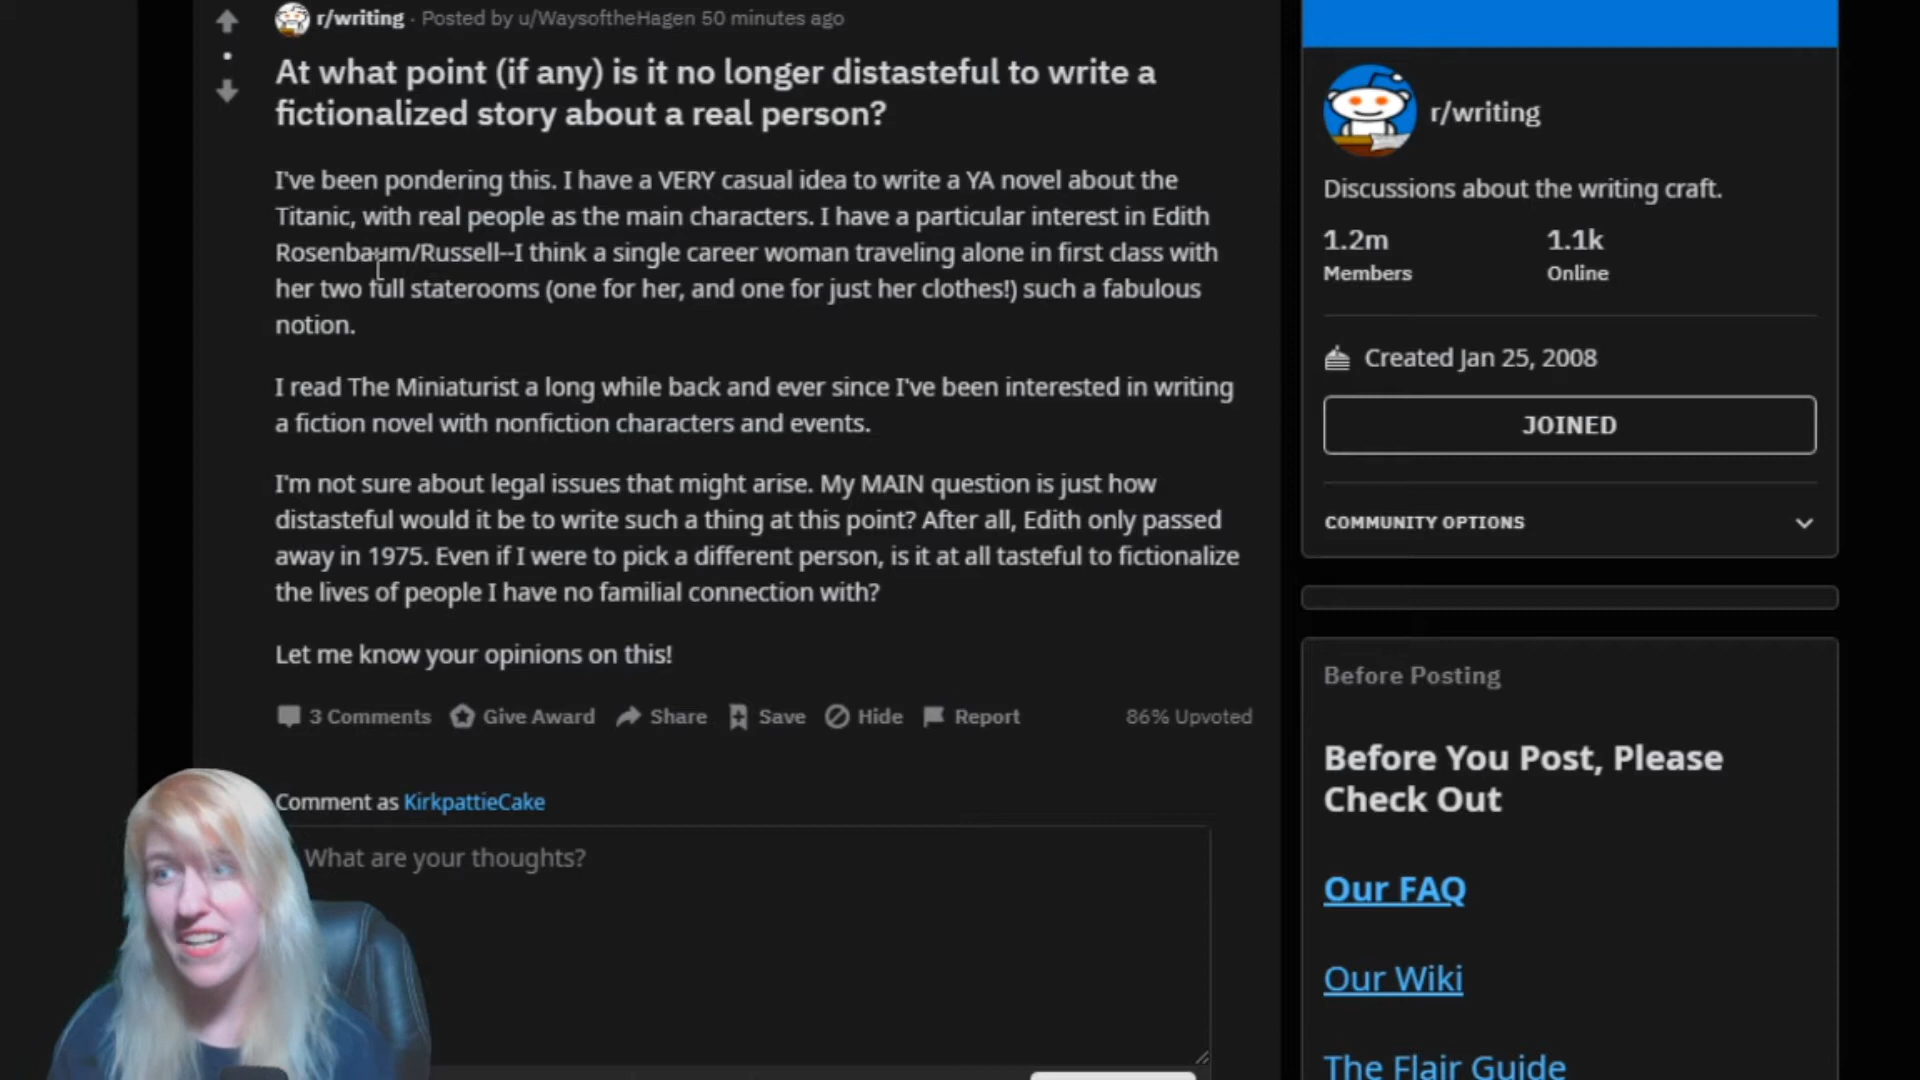 r/writing · Posted by u/WaysoftheHagen 50 minutes ago
At what point (if any) is it no longer distasteful to write a
fictionalized story about a real person?
I've been pondering this. I have a VERY casual idea to write a YA novel about the
Titanic, with real people as the main characters. I have a particular interest in Edith
Rosenbaum/Russell--I think a single career woman traveling alone in first class with
her two full staterooms (one for her, and one for just her clothes!) such a fabulous
notion.
I read The Miniaturist a long while back and ever since I've been interested in writing
a fiction novel with nonfiction characters and events.
I'm not sure about legal issues that might arise. My MAIN question is just how
distasteful would it be to write such a thing at this point? After all, Edith only passed
away in 1975. Even if I were to pick a different person, is it at all tasteful to fictionalize
the lives of people I have no familial connection with?
Let me know your opinions on this!
3 Comments Give Award Share Save Hide Report 86% Upvoted
Comment as KirkpattieCake
What are your thoughts?
r/writing
Discussions about the writing craft.
1.2m 1.1k
Members Online
Created Jan 25, 2008
JOINED
COMMUNITY OPTIONS
Before Posting
Before You Post, Please
Check Out
Our FAQ
Our Wiki
The Flair Guide